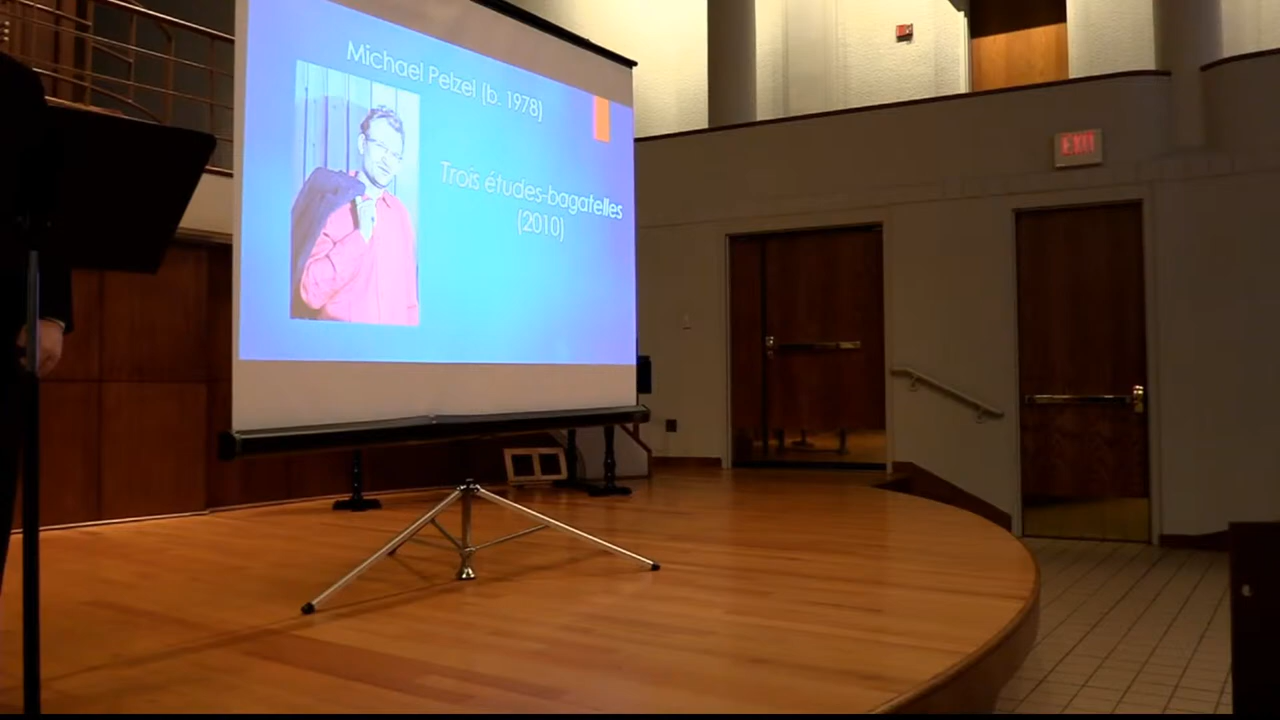 Michael Pelzel (b. 1978)
Trois études-bagatelles
(2010)
EXIT